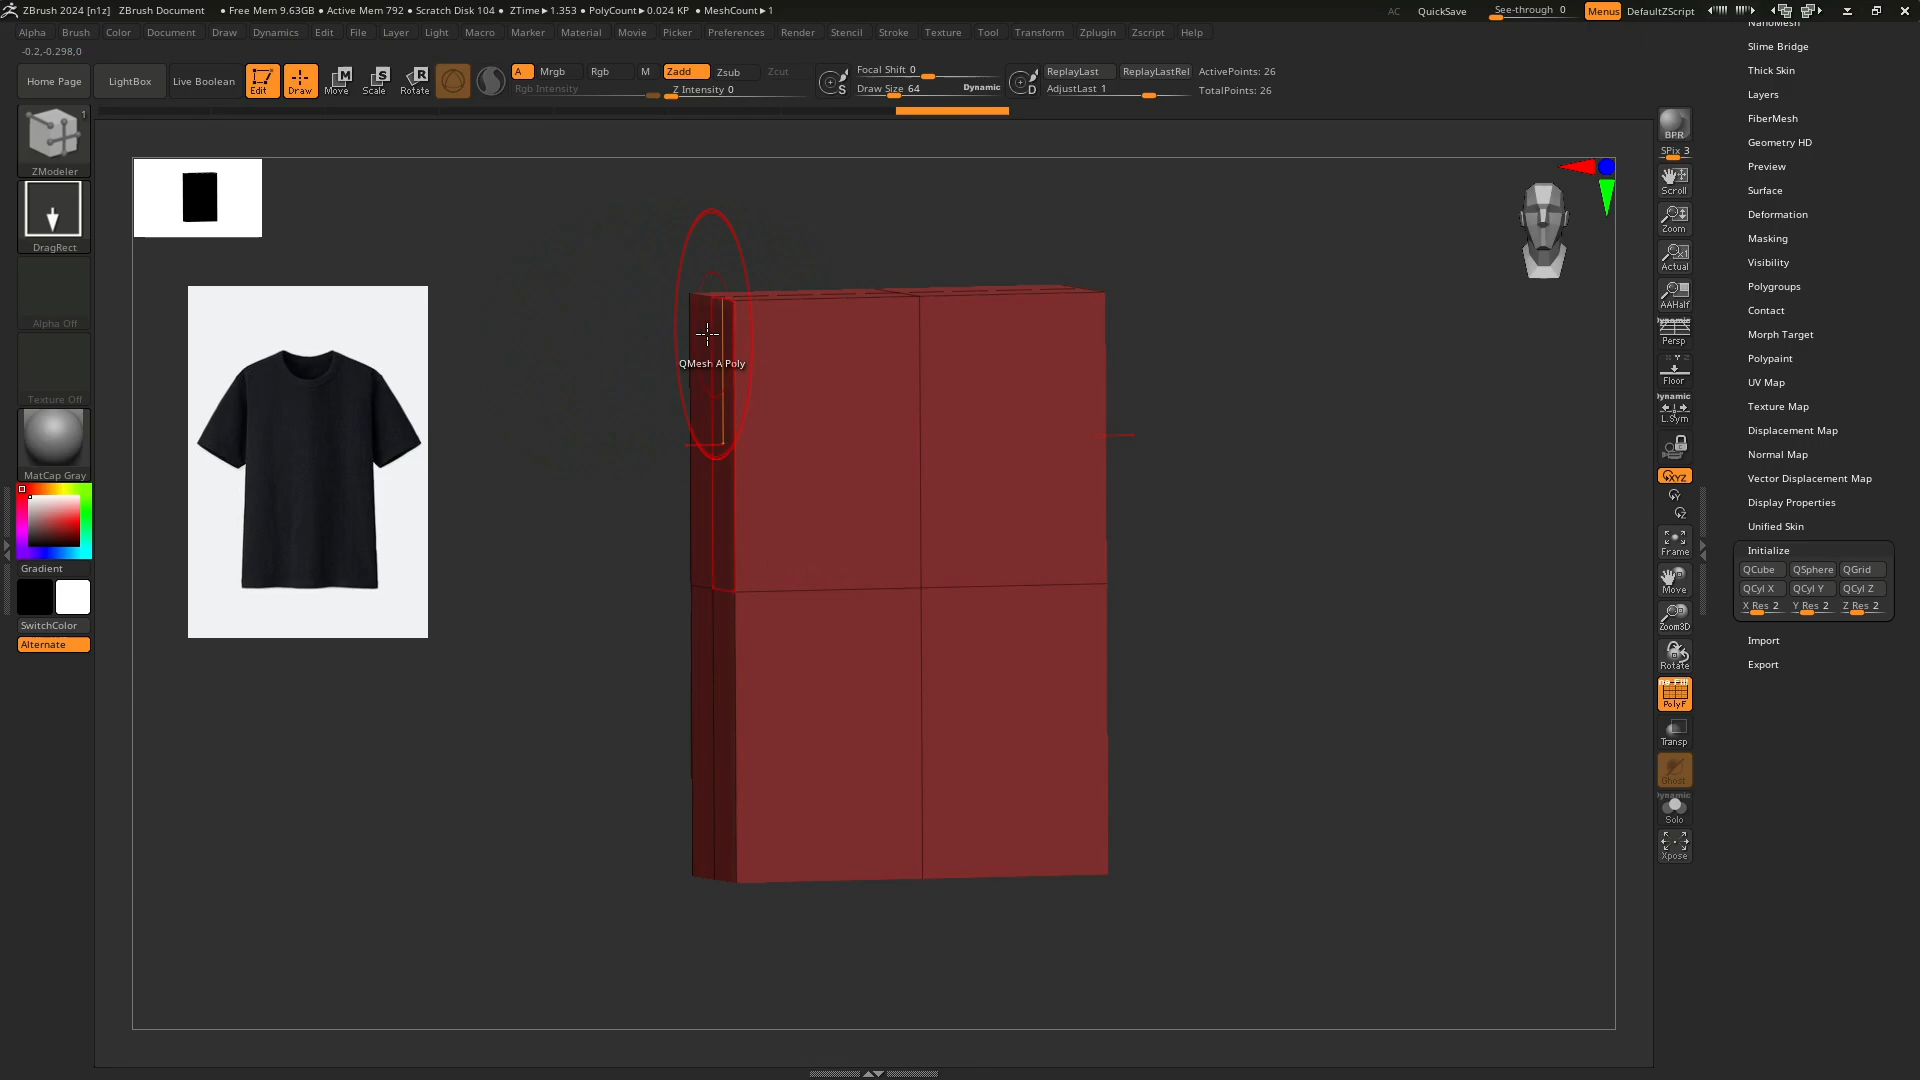 ZBrush 2024 [n1z] ZBrush Document ● Free Mem 9.63GB ● Active Mem 792 ● Scratch Disk 104 ● ZTime►1.353 ● PolyCount►0.024 KP ● MeshCount►1 AC QuickSave See-through 0 Menus DefaultZScript
Alpha Brush Color Document Draw Dynamics Edit File Layer Light Macro Marker Material Movie Picker Preferences Render Stencil Stroke Texture Tool Transform Zplugin Zscript Help
-0.2,-0.298,0
Home Page LightBox Live Boolean Edit Draw Move Scale Rotate
A Mrgb Rgb M Zadd Zsub Zcut
Rgb Intensity Z Intensity 0
Focal Shift 0
Draw Size 64 Dynamic
ReplayLast ReplayLastRel ActivePoints: 26
AdjustLast 1 TotalPoints: 26
1
ZModeler
DragRect
Alpha Off
Texture Off
MatCap Gray
Gradient
SwitchColor
Alternate
QMesh A Poly
BPR
SPix 3
Scroll
Zoom
Actual
AAHalf
Dynamic
Persp
Floor
Dynamic
L.Sym
XYZ
Frame
Move
Zoom3D
Rotate
PolyF
Transp
Ghost
Dynamic
Solo
Xpose
NanoMesh
Slime Bridge
Thick Skin
Layers
FiberMesh
Geometry HD
Preview
Surface
Deformation
Masking
Visibility
Polygroups
Contact
Morph Target
Polypaint
UV Map
Texture Map
Displacement Map
Normal Map
Vector Displacement Map
Display Properties
Unified Skin
Initialize
QCube QSphere QGrid
QCyl X QCyl Y QCyl Z
X Res 2 Y Res 2 Z Res 2
Import
Export